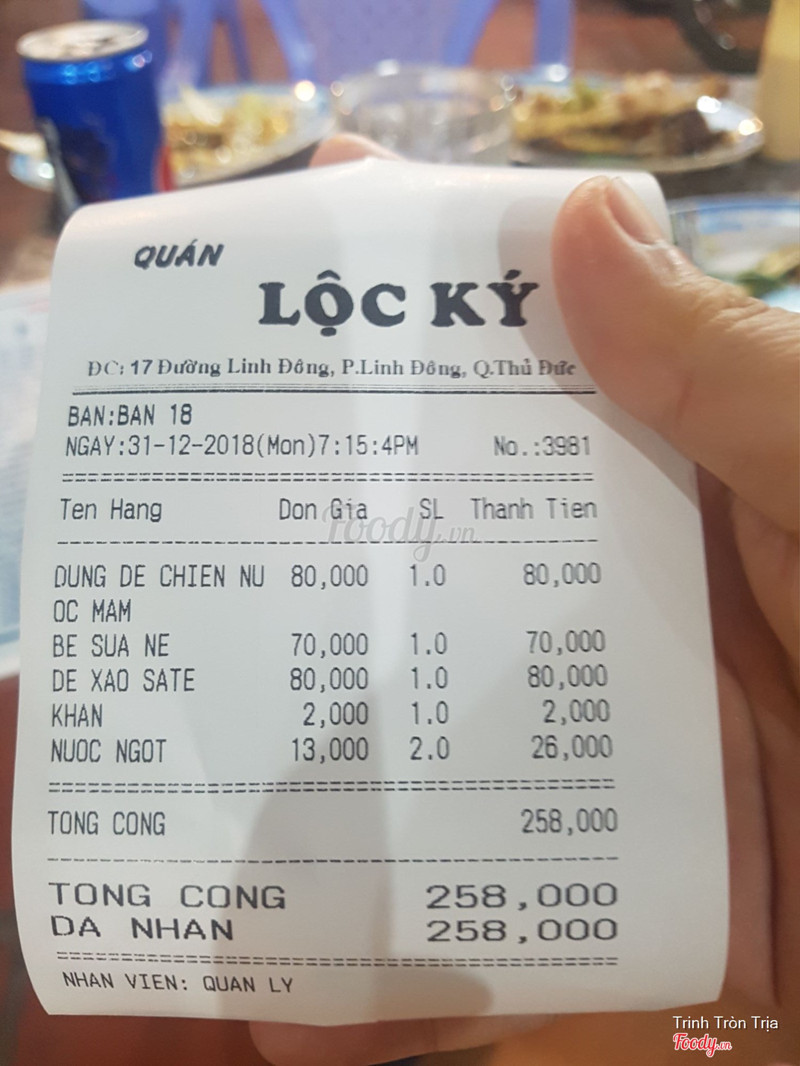 QUÁN
LỘC KÝ
ĐC: 17 Đường Linh Đông, P.Linh Đông, Q.Thủ Đức
BAN:BAN 18
NGAY:31-12-2018(Mon)7:15:4PM No.:3981
Ten Hang Don Gia SL Thanh Tien
Foody.vn
DUNG DE CHIEN NU 80,000 1.0 80,000
OC MAM
BE SUA NE 70,000 1.0 70,000
DE XAO SATE 80,000 1.0 80,000
KHAN 2,000 1.0 2,000
NUOC NGOT 13,000 2.0 26,000
TONG CONG 258,000
TONG CONG 258,000
DA NHAN 258,000
NHAN VIEN: QUAN LY
Trinh Tròn Trịa
Foody.vn